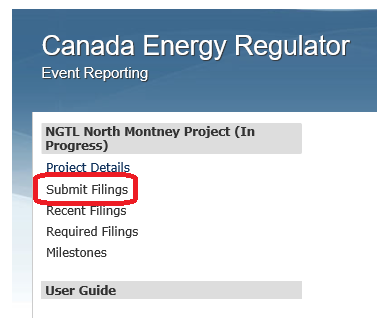 Canada Energy Regulator
Event Reporting
NGTL North Montney Project (In
Progress)
Project Details
Submit Filings
Recent Filings
Required Filings
Milestones
User Guide